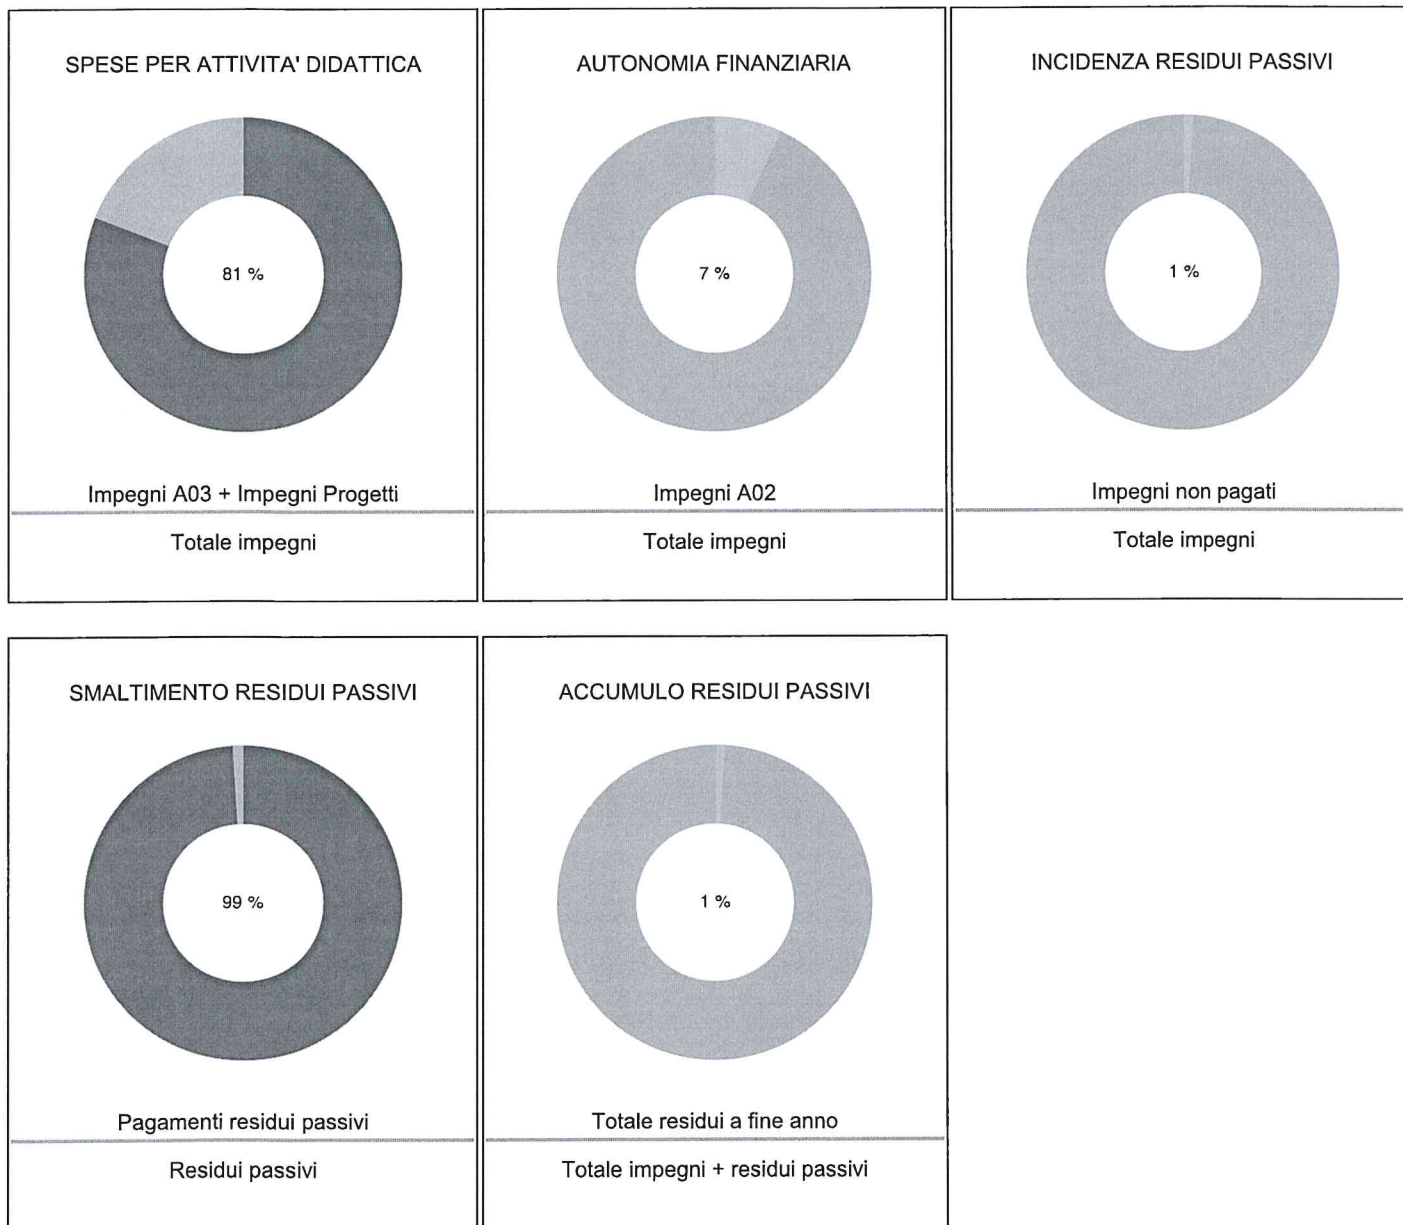 SPESE PER ATTIVITA' DIDATTICA
81 %
Impegni A03 + Impegni Progetti
Totale impegni
AUTONOMIA FINANZIARIA
7 %
Impegni A02
Totale impegni
INCIDENZA RESIDUI PASSIVI
1 %
Impegni non pagati
Totale impegni
SMALTIMENTO RESIDUI PASSIVI
99 %
Pagamenti residui passivi
Residui passivi
ACCUMULO RESIDUI PASSIVI
1 %
Totale residui a fine anno
Totale impegni + residui passivi